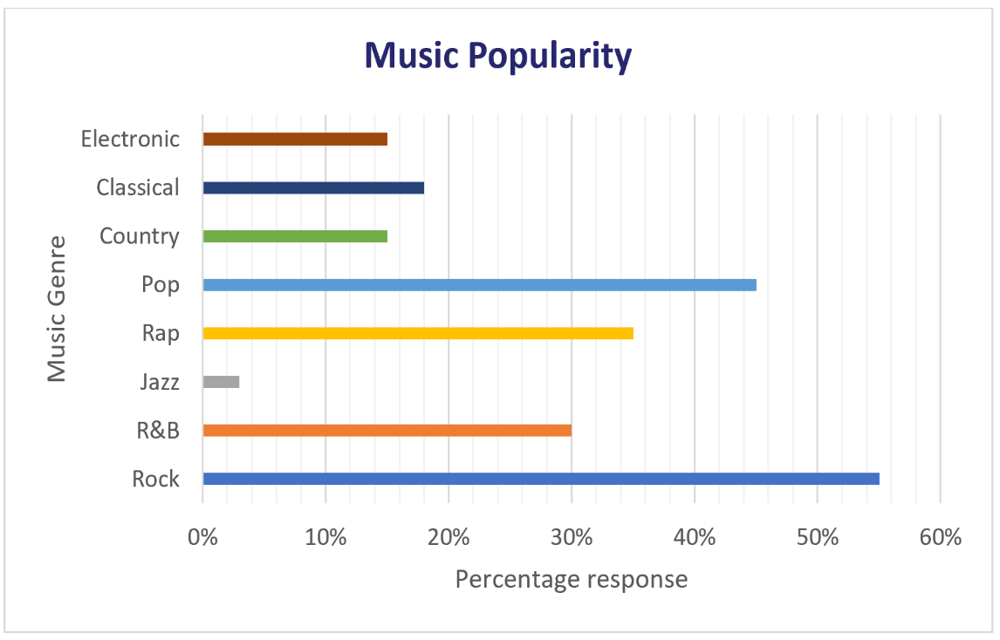 Music Popularity
Music Genre
Electronic
Classical
Country
Pop
Rap
Jazz
R&B
Rock
0% 10% 20% 30% 40% 50% 60%
Percentage response